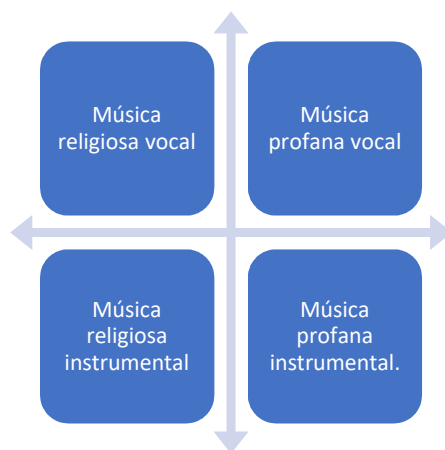 Música
religiosa vocal
Música
profana vocal
Música
religiosa
instrumental
Música
profana
instrumental.